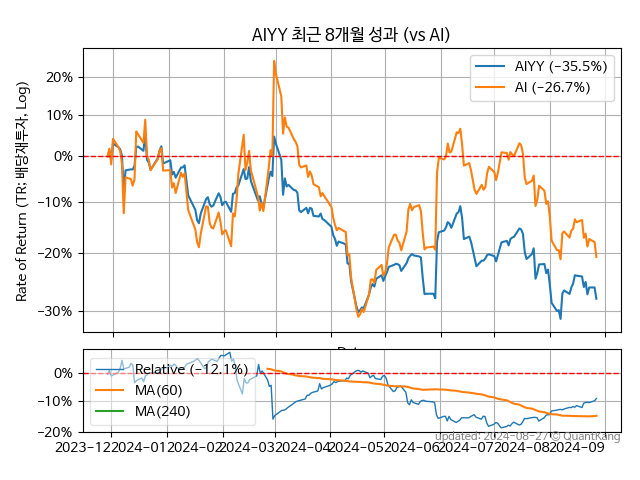 AIYY 최근 8개월 성과 (vs AI)
Rate of Return (TR: 배당재투자, Log)
20%
10%
0%
−10%
−20%
−30%
AIYY (−35.5%)
AI (−26.7%)
0%
−10%
−20%
Relative (−12.1%)
MA(60)
MA(240)
2023-12
2024-01
2024-02
2024-03
2024-04
2024-05
2024-06
2024-07
2024-08
2024-09
updated: 2024-08-27 © QuantKang